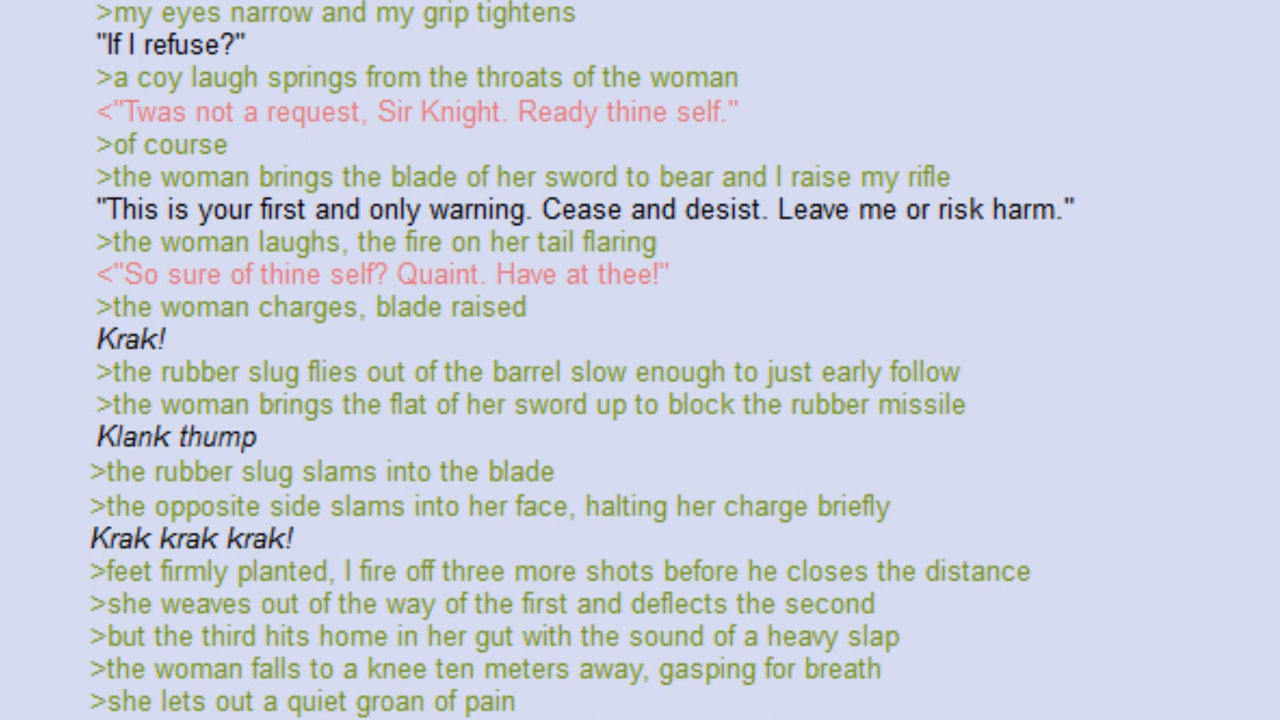 >my eyes narrow and my grip tightens
"If I refuse?"
>a coy laugh springs from the throats of the woman
<"Twas not a request, Sir Knight. Ready thine self."
>of course
>the woman brings the blade of her sword to bear and I raise my rifle
"This is your first and only warning. Cease and desist. Leave me or risk harm."
>the woman laughs, the fire on her tail flaring
<"So sure of thine self? Quaint. Have at thee!"
>the woman charges, blade raised
Krak!
>the rubber slug flies out of the barrel slow enough to just early follow
>the woman brings the flat of her sword up to block the rubber missile
Klank thump
>the rubber slug slams into the blade
>the opposite side slams into her face, halting her charge briefly
Krak krak krak!
>feet firmly planted, I fire off three more shots before he closes the distance
>she weaves out of the way of the first and deflects the second
>but the third hits home in her gut with the sound of a heavy slap
>the woman falls to a knee ten meters away, gasping for breath
>she lets out a quiet groan of pain